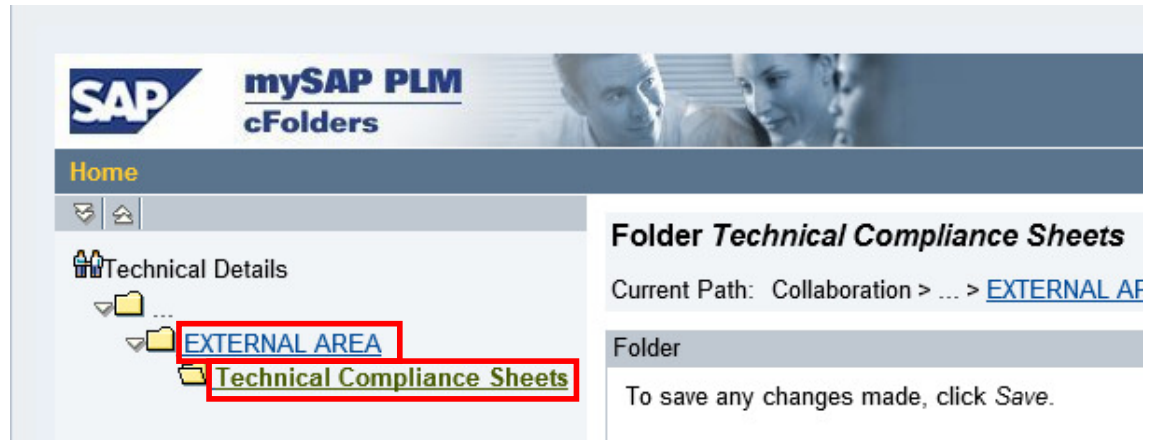 SAP
mySAP PLM
cFolders
Home
Technical Details
...
EXTERNAL AREA
Technical Compliance Sheets
Folder Technical Compliance Sheets
Current Path: Collaboration > ... > EXTERNAL AR
Folder
To save any changes made, click Save.